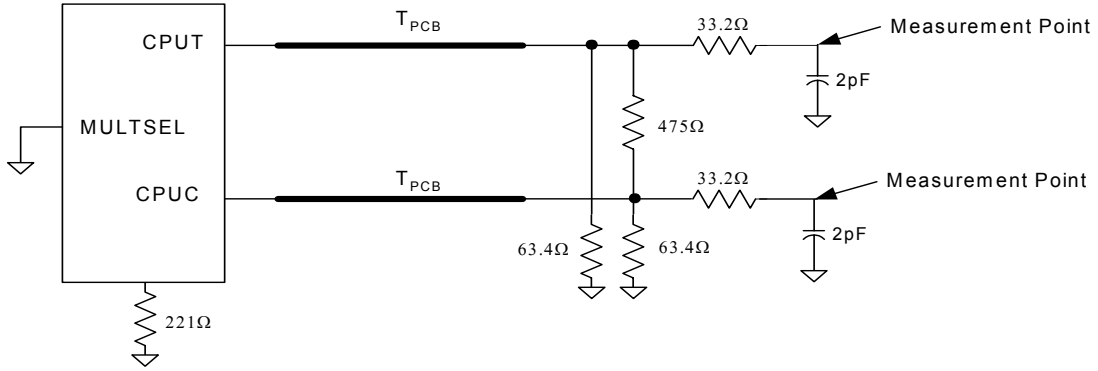 T_PCB
33.2Ω
Measurement Point
CPUT
2pF
MULTSEL
475Ω
T_PCB
33.2Ω
Measurement Point
CPUC
2pF
63.4Ω
63.4Ω
221Ω